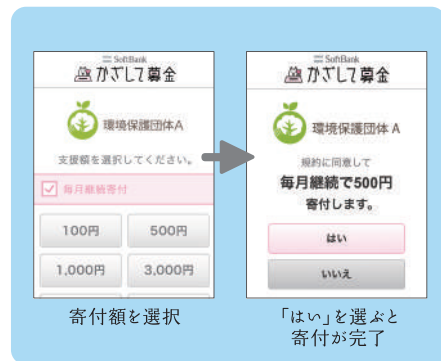 SoftBank
かざして募金
環境保護団体A
支援額を選択してください。
毎月継続寄付
100円
500円
1,000円
3,000円
寄付額を選択
SoftBank
かざして募金
環境保護団体 A
規約に同意して
毎月継続で500円
寄付します。
はい
いいえ
「はい」を選ぶと
寄付が完了